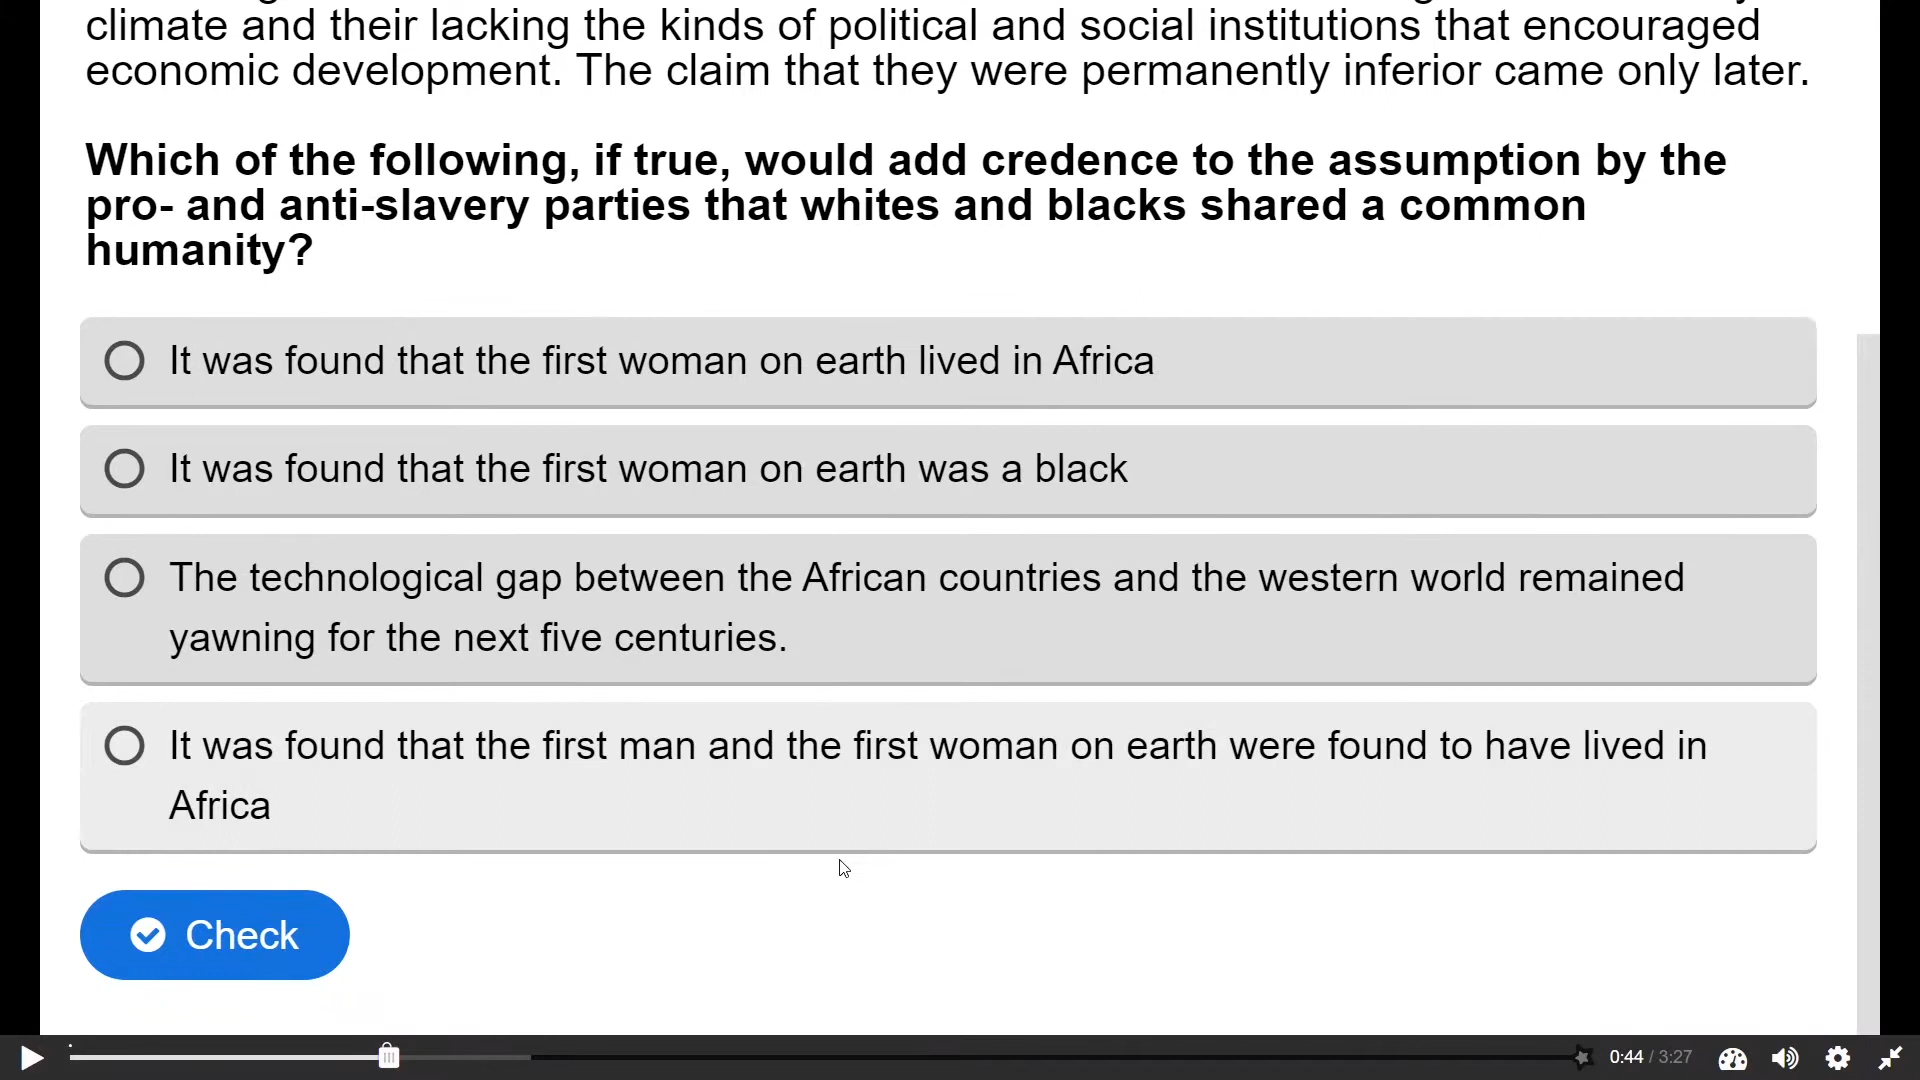 climate and their lacking the kinds of political and social institutions that encouraged
economic development. The claim that they were permanently inferior came only later.
Which of the following, if true, would add credence to the assumption by the
pro- and anti-slavery parties that whites and blacks shared a common
humanity?
It was found that the first woman on earth lived in Africa
It was found that the first woman on earth was a black
The technological gap between the African countries and the western world remained
yawning for the next five centuries.
It was found that the first man and the first woman on earth were found to have lived in
Africa
Check
0:44 / 3:27